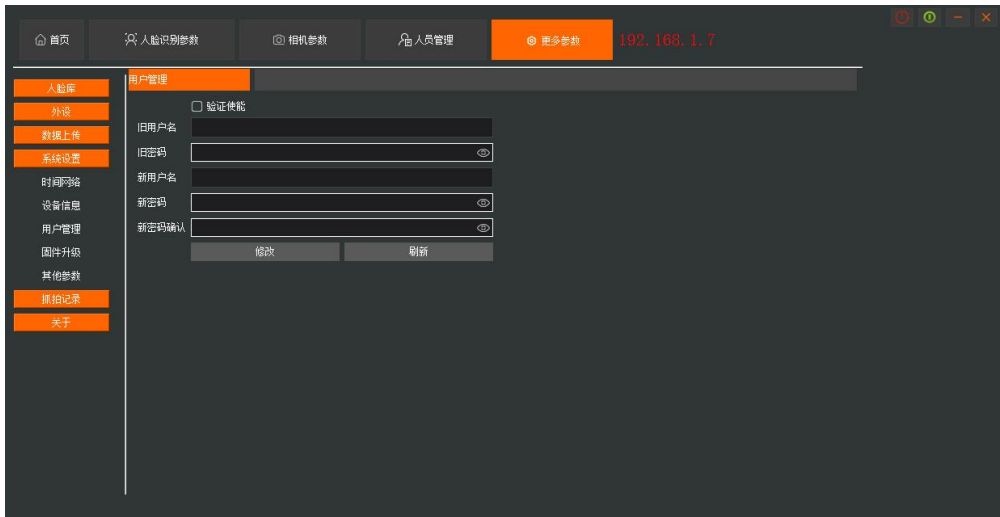 首页 人脸识别参数 相机参数 人员管理 更多参数 192.168.1.7
人脸库
外设
数据上传
系统设置
时间网络
设备信息
用户管理
固件升级
其他参数
抓拍记录
关于
用户管理
验证使能
旧用户名
旧密码
新用户名
新密码
新密码确认
修改 刷新